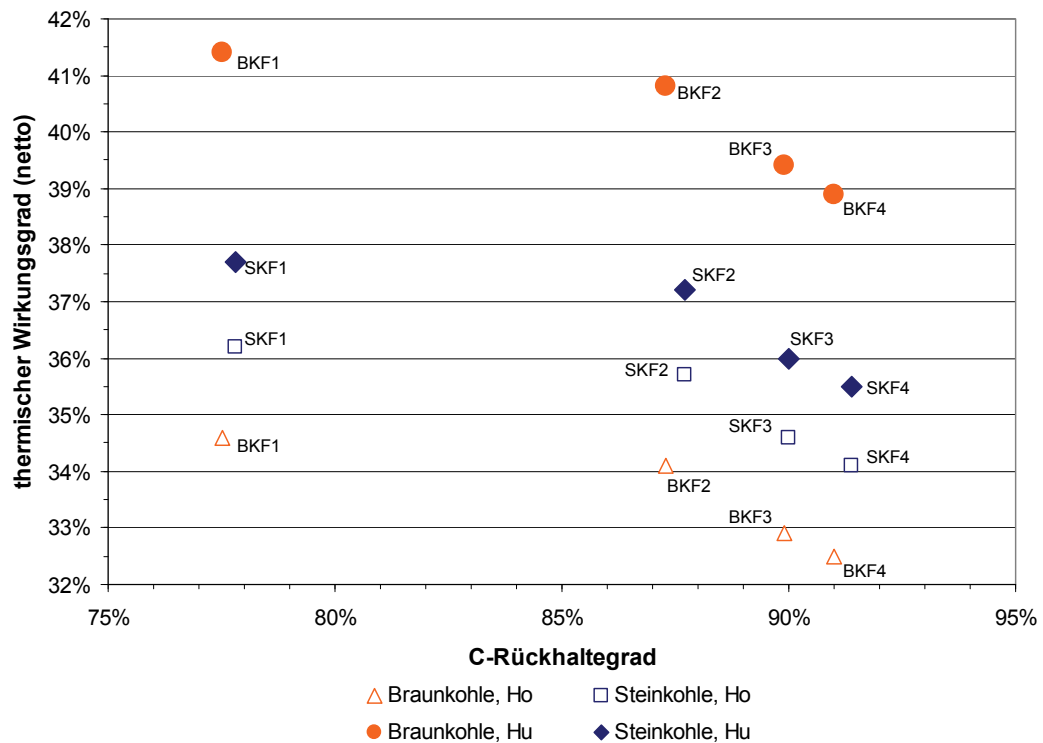 42%
41%
40%
39%
38%
37%
36%
35%
34%
33%
32%
thermischer Wirkungsgrad (netto)
BKF1
BKF2
BKF3
BKF4
SKF1
SKF2
SKF3
SKF4
SKF1
SKF2
SKF3
SKF4
BKF1
BKF2
BKF3
BKF4
75% 80% 85% 90% 95%
C-Rückhaltegrad
Braunkohle, Ho Steinkohle, Ho
Braunkohle, Hu Steinkohle, Hu